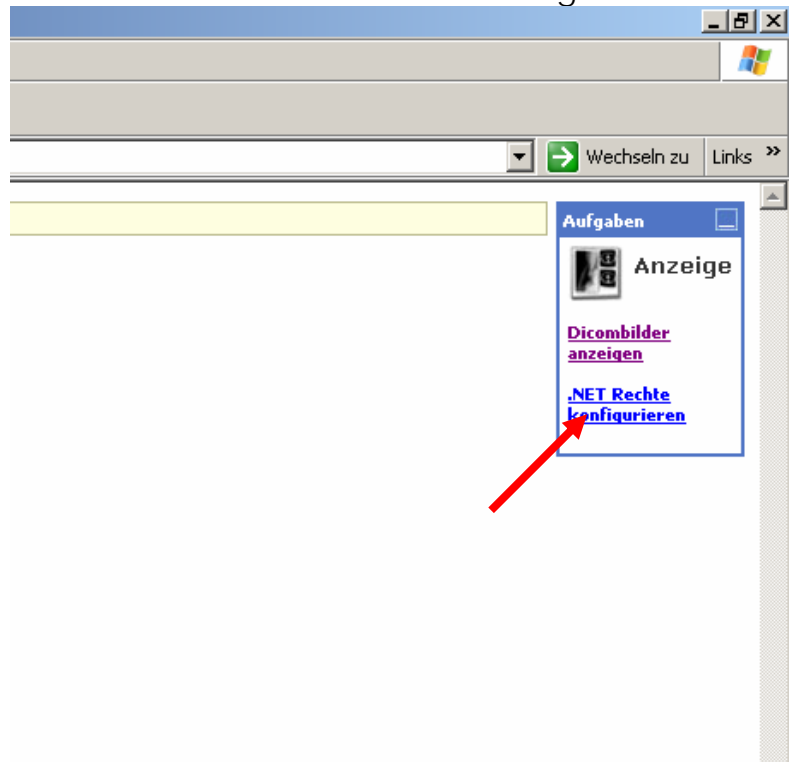 Wechseln zu Links »
Aufgaben
Anzeige
Dicombilder
anzeigen
.NET Rechte
konfigurieren